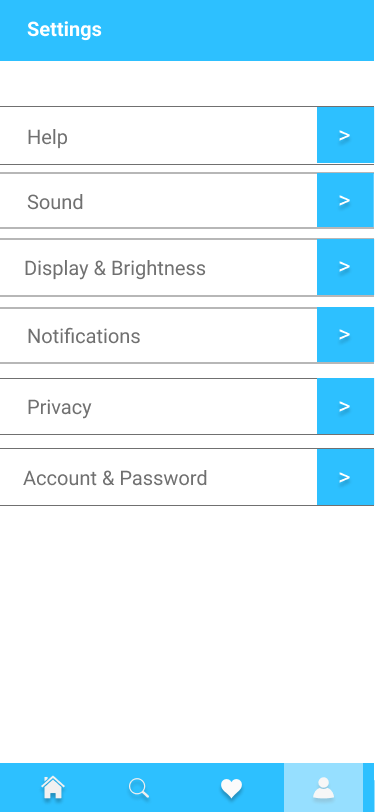 Settings
Help >
Sound >
Display & Brightness >
Notifications >
Privacy >
Account & Password >